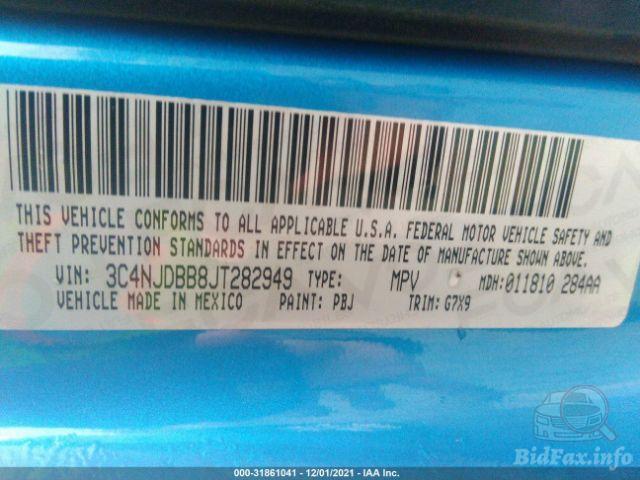 THIS VEHICLE CONFORMS TO ALL APPLICABLE U.S.A. FEDERAL MOTOR VEHICLE SAFETY AND
THEFT PREVENTION STANDARDS IN EFFECT ON THE DATE OF MANUFACTURE SHOWN ABOVE.
VIN: 3C4NJDBB8JT282949 TYPE: MPV MDH:011810 284AA
VEHICLE MADE IN MEXICO PAINT: PBJ TRIM: G7X9
BidFax.info
000-31861041 - 12/01/2021 - IAA Inc.